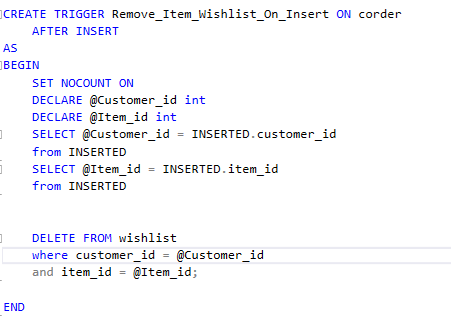 CREATE TRIGGER Remove_Item_Wishlist_On_Insert ON corder
AFTER INSERT
AS
BEGIN
SET NOCOUNT ON
DECLARE @Customer_id int
DECLARE @Item_id int
SELECT @Customer_id = INSERTED.customer_id
from INSERTED
SELECT @Item_id = INSERTED.item_id
from INSERTED
DELETE FROM wishlist
where customer_id = @Customer_id
and item_id = @Item_id;
END